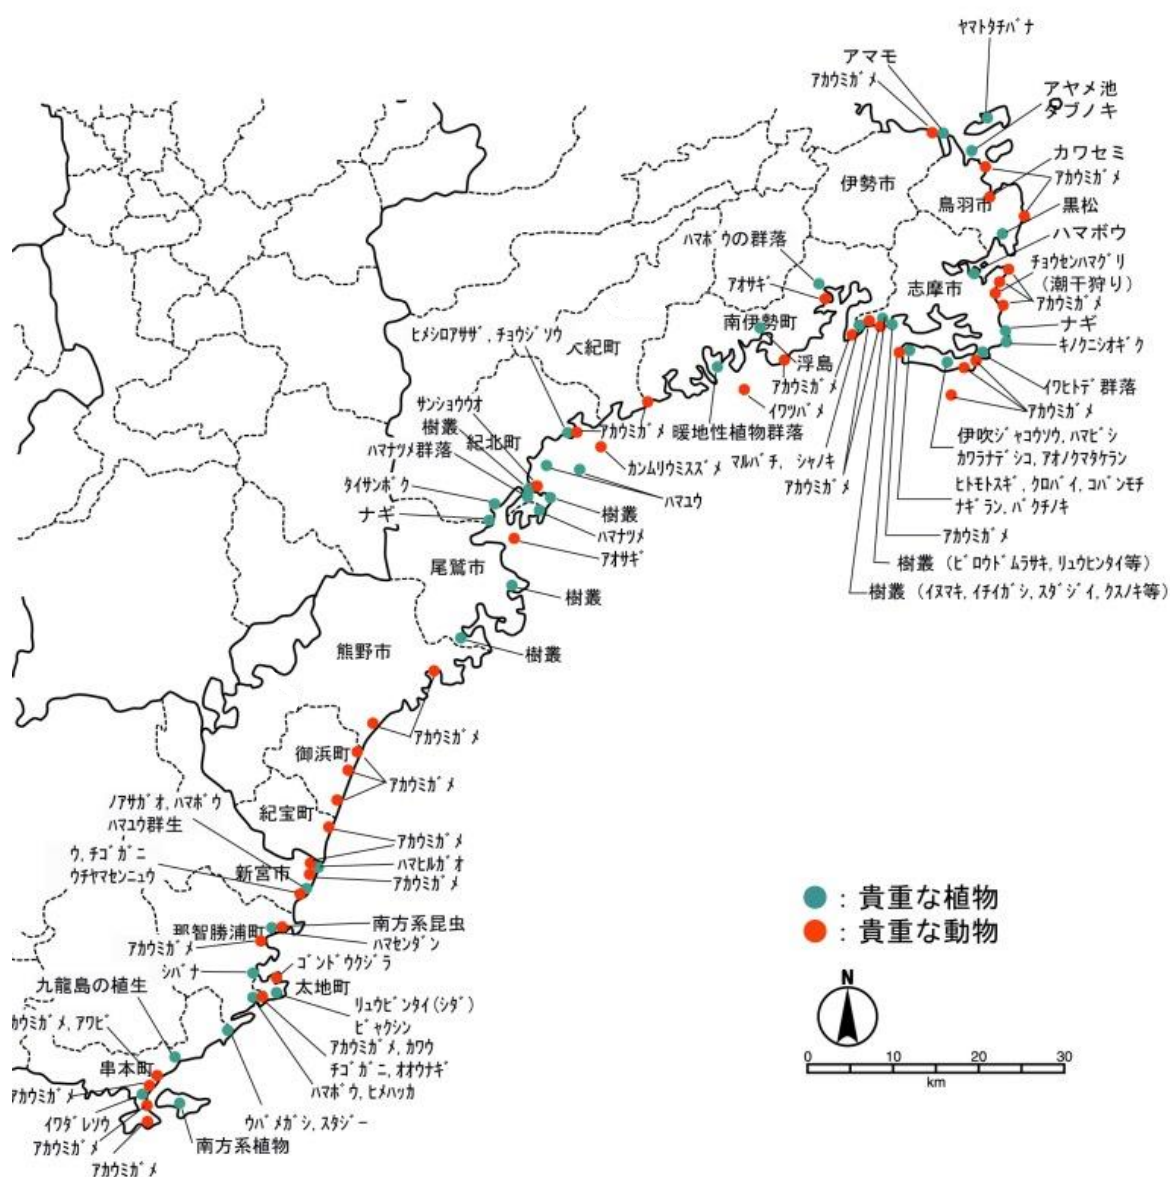 ヤマトタチバナ
アマモ
アカウミガメ
アヤメ池
タブノキ
カワセミ
アカウミガメ
伊勢市
鳥羽市
黒松
ハマボウ
ハマボウの群落
チョウセンハマグリ
(潮干狩り)
志摩市
アオサギ
アカウミガメ
南伊勢町
ナギ
ヒメシロアサザ, チョウジソウ
大紀町
キノクニシオギク
浮島
イワヒトデ群落
アカウミガメ
アカウミガメ
イワツバメ
サンショウウオ
樹叢
紀北町
アカウミガメ
暖地性植物群落
ハマナツメ群落
伊吹ジャコウソウ, ハマビシ
カワラナデシコ, アオノクマタケラン
カンムリウミスズメ
マルバチ, シャノキ
アカウミガメ
タイサンボク
ハマユウ
ヒトモトスギ, クロバイ, コバンモチ
ナギラン, バクチノキ
ナギ
樹叢
ハマナツメ
アカウミガメ
アオサギ
樹叢(ビロウドムラサキ, リュウヒンタイ等)
尾鷲市
樹叢
樹叢(イヌマキ, イチイガシ, スダジイ, クスノキ等)
熊野市
樹叢
アカウミガメ
御浜町
アカウミガメ
紀宝町
ノアサガオ, ハマボウ
ハマユウ群生
アカウミガメ
ウ, チゴガニ
ウチヤマセンニュウ
新宮市
ハマヒルガオ
アカウミガメ
●:貴重な植物
●:貴重な動物
那智勝浦町
南方系昆虫
アカウミガメ
ハマセンダン
シバナ
ゴンドウクジラ
九龍島の植生
太地町
リュウビンタイ(シダ)
ビャクシン
カウミガメ, アワビ
アカウミガメ, カワウ
チゴガニ, オオウナギ
串本町
アカウミガメ
ハマボウ, ヒメハッカ
イワダレソウ
ウバメガシ, スタジー
アカウミガメ
南方系植物
アカウミガメ
N
0 10 20 30
km